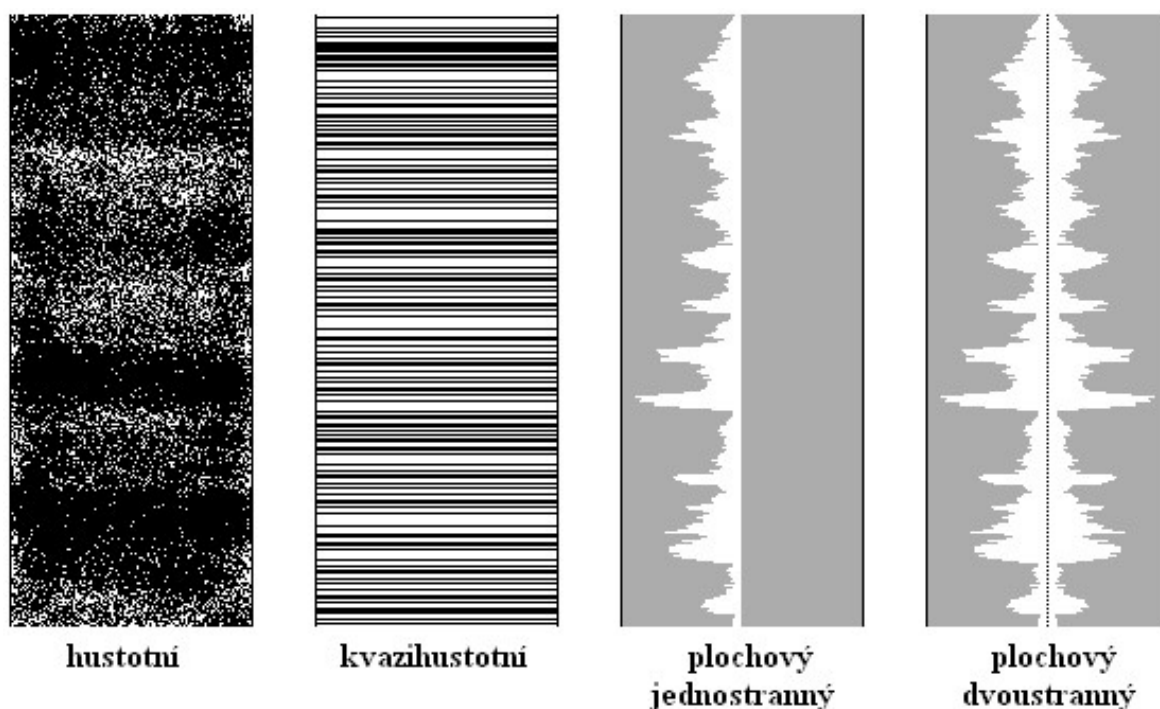 hustotní
kvazihustotní
plochový
jednostranný
plochový
dvoustranný